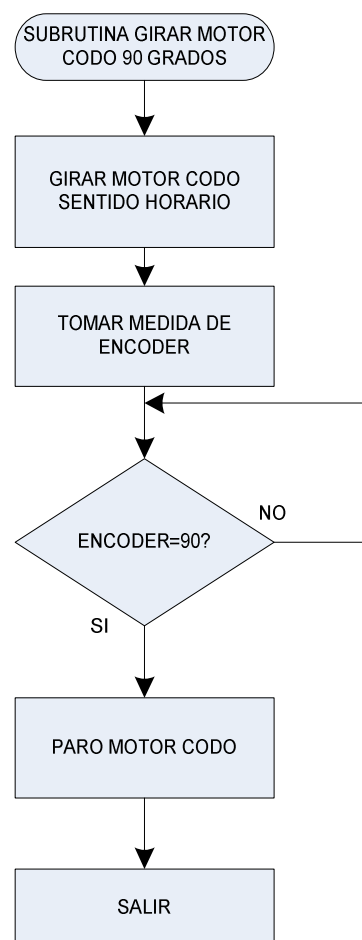 SUBRUTINA GIRAR MOTOR
CODO 90 GRADOS
GIRAR MOTOR CODO
SENTIDO HORARIO
TOMAR MEDIDA DE
ENCODER
ENCODER=90?
NO
SI
PARO MOTOR CODO
SALIR